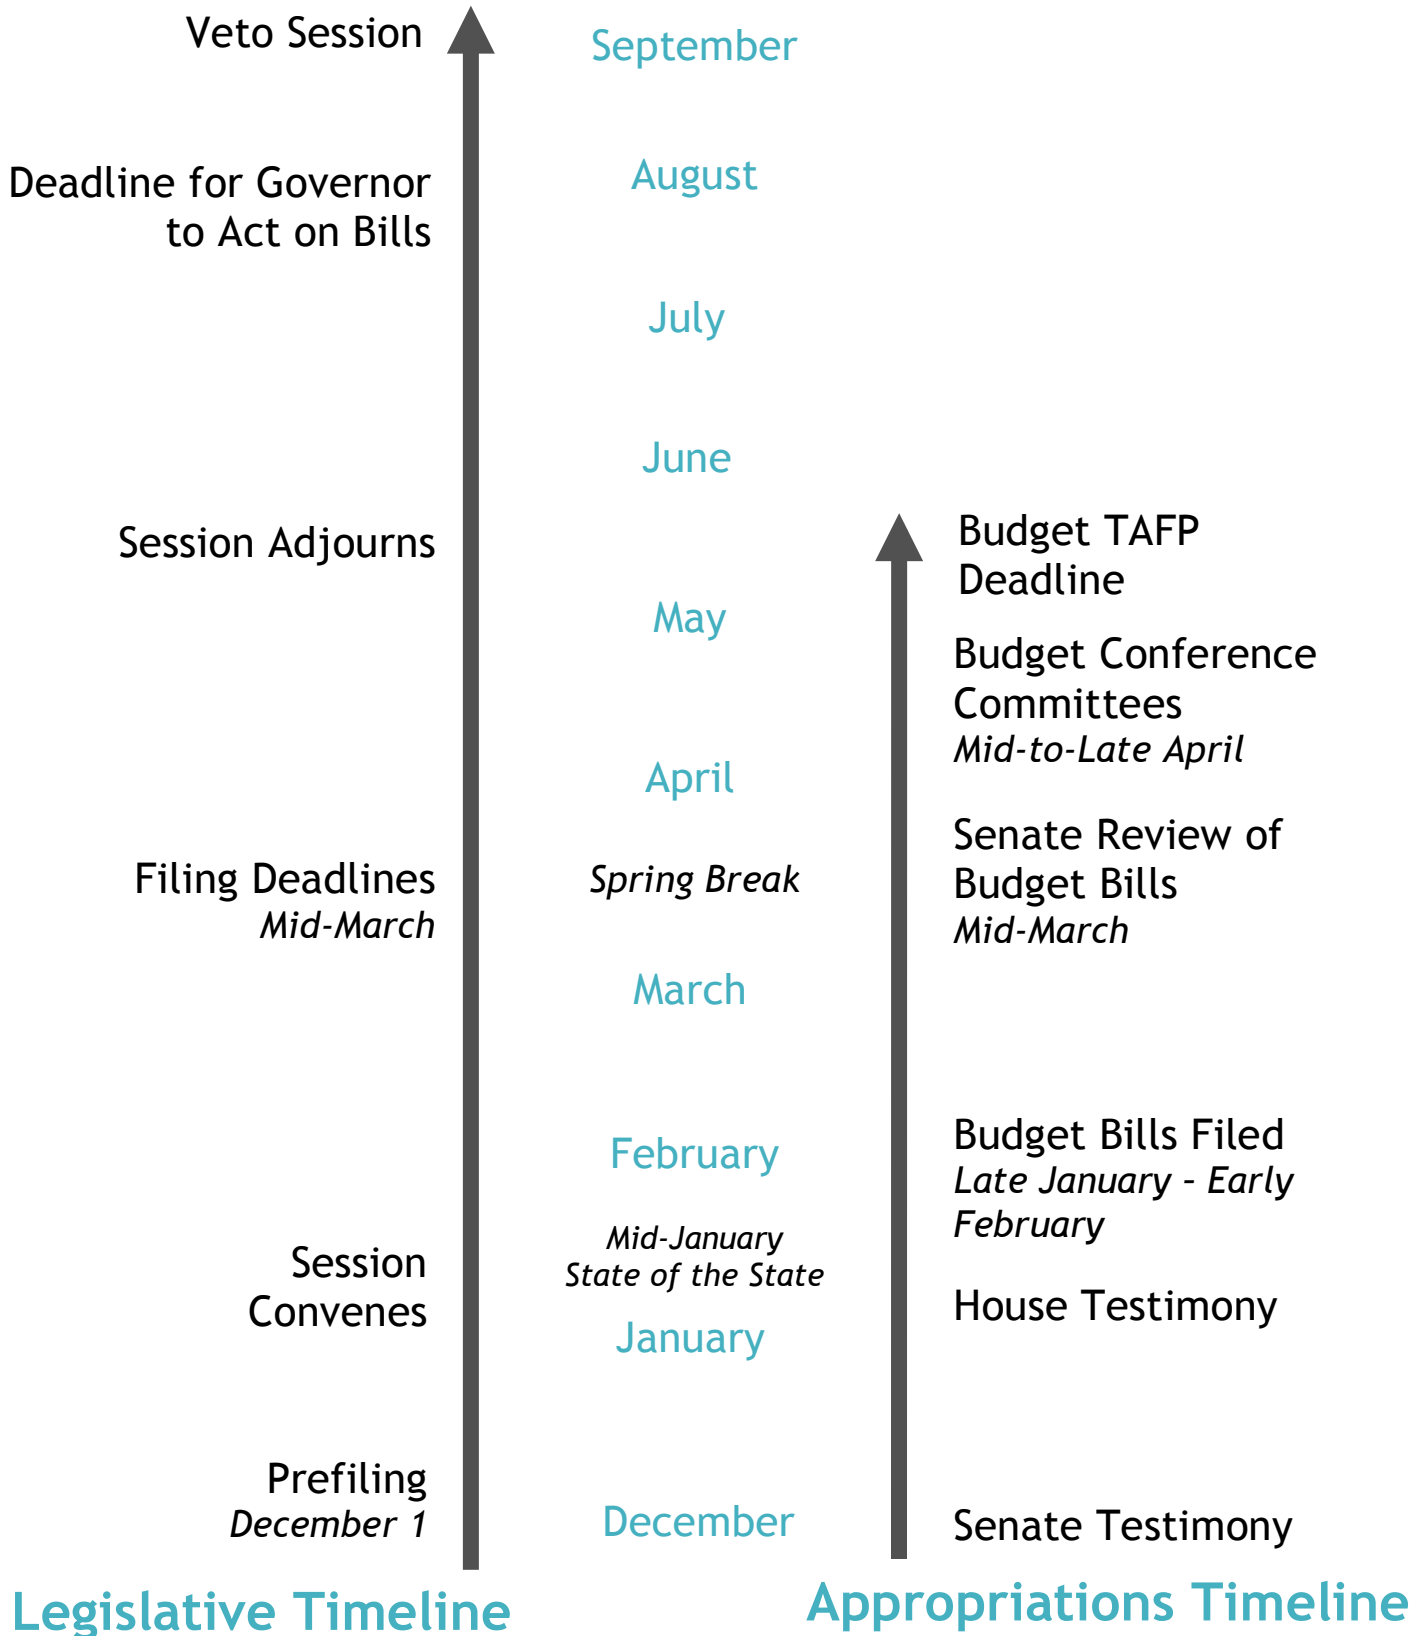 Veto Session
September
Deadline for Governor
to Act on Bills
August
July
June
Session Adjourns
Budget TAFP
Deadline
May
Budget Conference
Committees
Mid-to-Late April
April
Filing Deadlines
Mid-March
Spring Break
Senate Review of
Budget Bills
Mid-March
March
February
Budget Bills Filed
Late January – Early
February
Mid-January
State of the State
Session
Convenes
January
House Testimony
Prefiling
December 1
December
Senate Testimony
Legislative Timeline
Appropriations Timeline